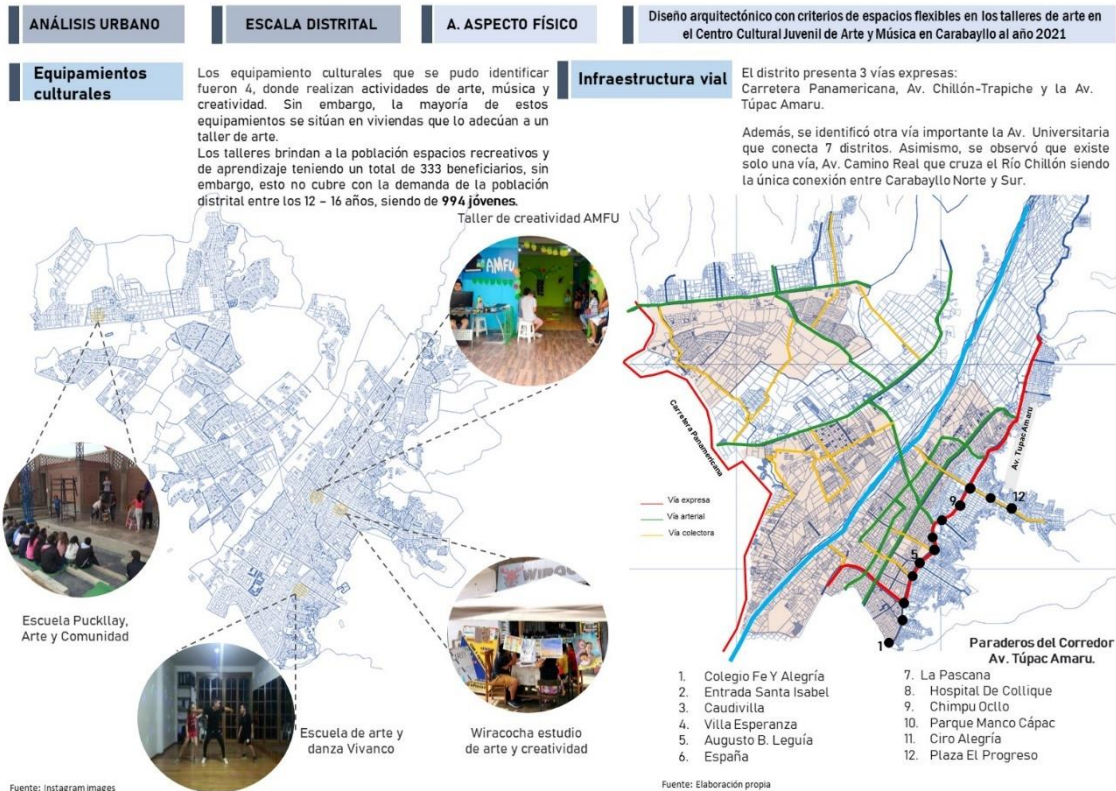 ANÁLISIS URBANO
ESCALA DISTRITAL
A. ASPECTO FÍSICO
Diseño arquitectónico con criterios de espacios flexibles en los talleres de arte en
el Centro Cultural Juvenil de Arte y Música en Carabayllo al año 2021
Equipamientos
culturales
Los equipamiento culturales que se pudo identificar
fueron 4, donde realizan actividades de arte, música y
creatividad. Sin embargo, la mayoría de estos
equipamientos se sitúan en viviendas que lo adecúan a un
taller de arte.
Los talleres brindan a la población espacios recreativos y
de aprendizaje teniendo un total de 333 beneficiarios, sin
embargo, esto no cubre con la demanda de la población
distrital entre los 12 – 16 años, siendo de 994 jóvenes.
Taller de creatividad AMFU
AMFU
Escuela Puckllay,
Arte y Comunidad
Escuela de arte y
danza Vivanco
WIRAQO
Wiracocha estudio
de arte y creatividad
Fuente: Instagram images
Infraestructura vial
El distrito presenta 3 vías expresas:
Carretera Panamericana, Av. Chillón-Trapiche y la Av.
Túpac Amaru.
Además, se identificó otra vía importante la Av. Universitaria
que conecta 7 distritos. Asimismo, se observó que existe
solo una vía, Av. Camino Real que cruza el Río Chillón siendo
la única conexión entre Carabayllo Norte y Sur.
Carretera Panamericana
Av. Túpac Amaru
Vía expresa
Vía arterial
Vía colectora
9
12
5
1
Paraderos del Corredor
Av. Túpac Amaru.
1. Colegio Fe Y Alegría
2. Entrada Santa Isabel
3. Caudivilla
4. Villa Esperanza
5. Augusto B. Leguía
6. España
7. La Pascana
8. Hospital De Collique
9. Chimpu Ocllo
10. Parque Manco Cápac
11. Ciro Alegría
12. Plaza El Progreso
Fuente: Elaboración propia